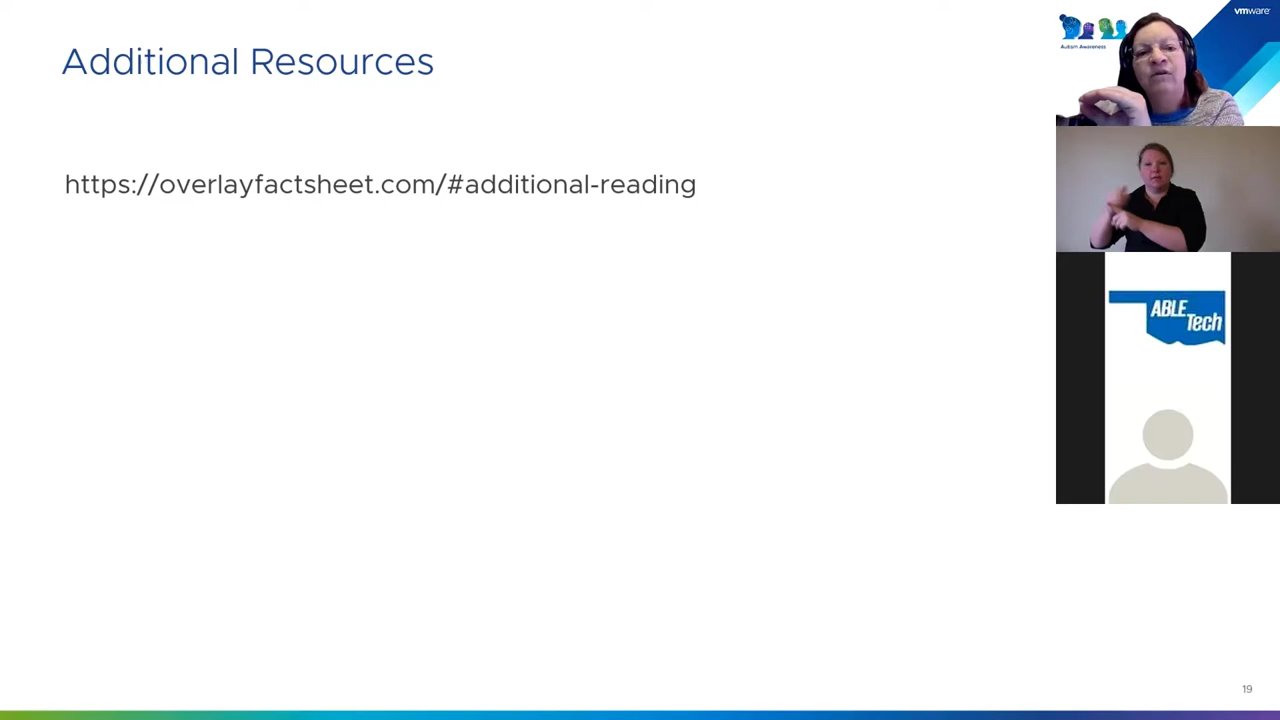 Additional Resources
https://overlayfactsheet.com/#additional-reading
vmware
Autism Awareness
ABLE
Tech
19